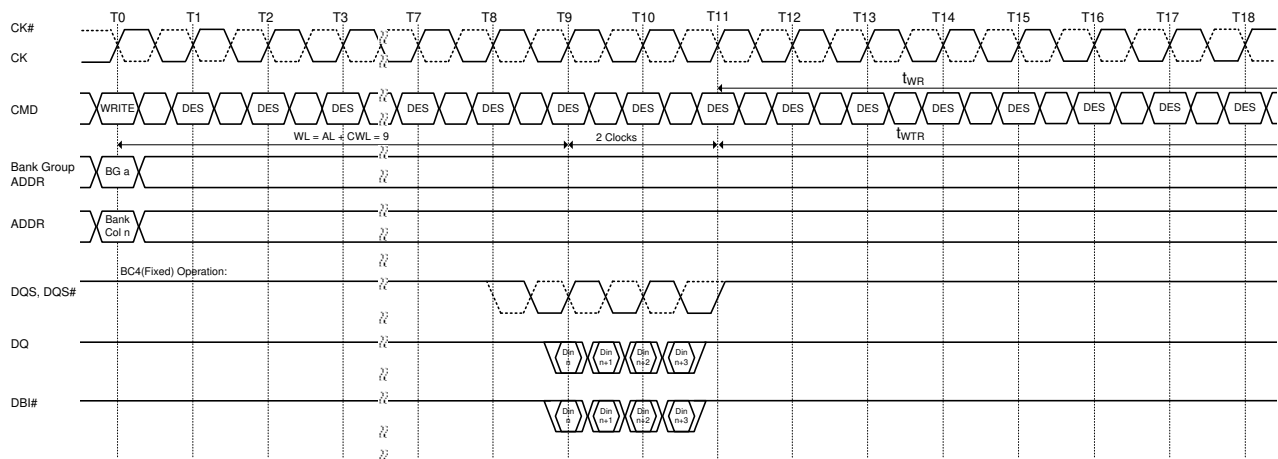 T0 T1 T2 T3 T7 T8 T9 T10 T11 T12 T13 T14 T15 T16 T17 T18
CK#
CK
tWR
CMD WRITE DES DES DES DES DES DES DES DES DES DES DES DES DES DES DES
WL = AL + CWL = 9 2 Clocks tWTR
Bank Group
ADDR
BG a
ADDR
Bank
Col n
BC4(Fixed) Operation:
DQS, DQS#
DQ
Din
n
Din
n+1
Din
n+2
Din
n+3
DBI#
Din
n
Din
n+1
Din
n+2
Din
n+3